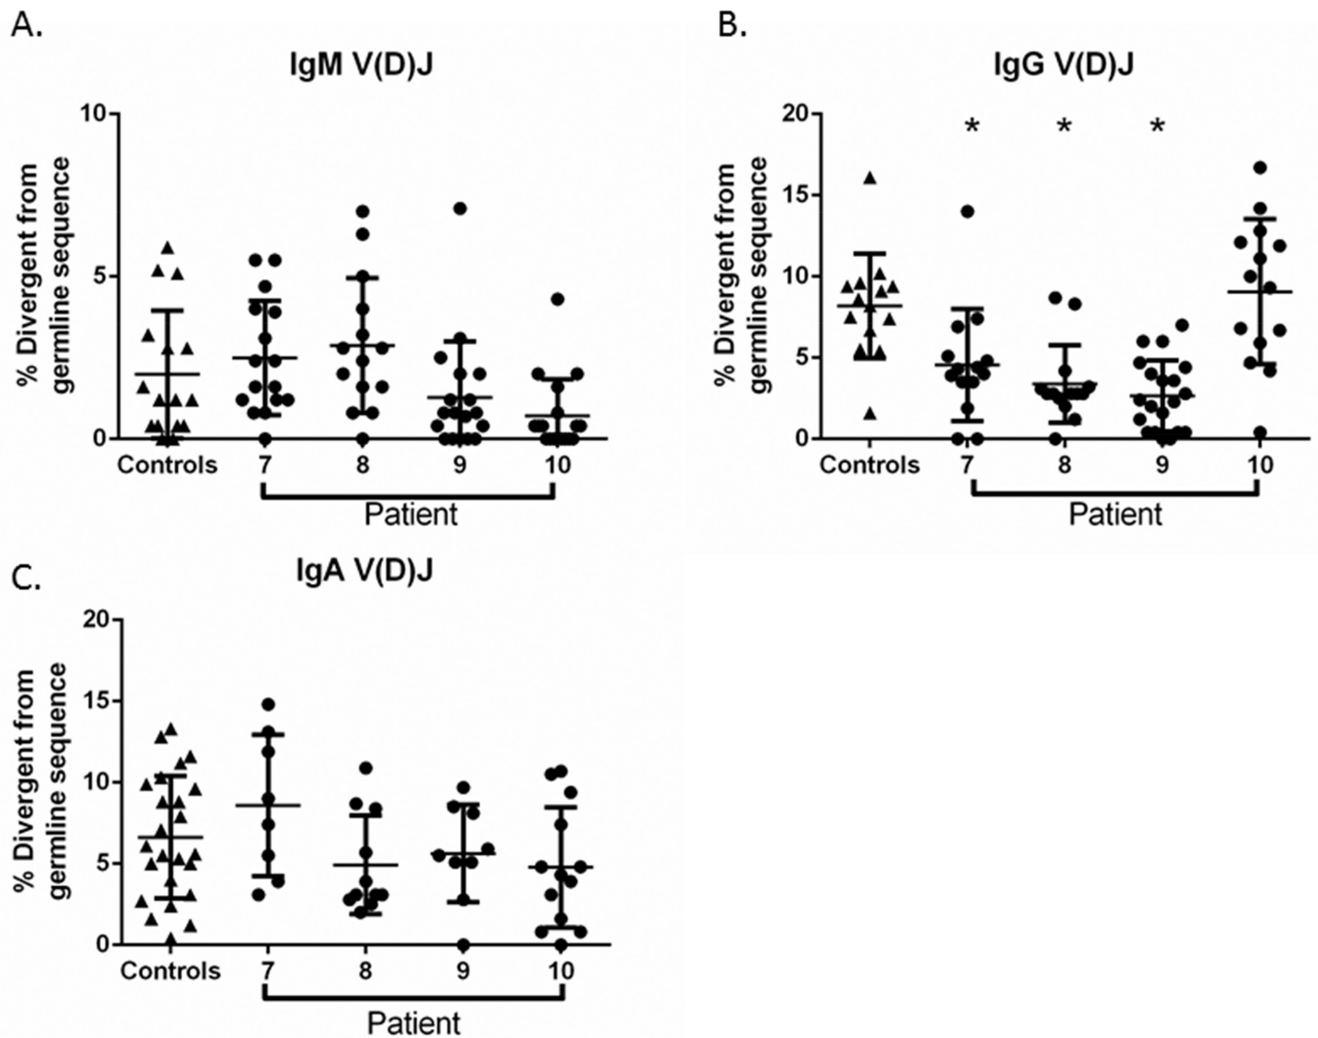 A.
IgM V(D)J
% Divergent from
germline sequence
10
5
0
Controls 7 8 9 10
Patient
B.
IgG V(D)J
% Divergent from
germline sequence
20
15
10
5
0
* * *
Controls 7 8 9 10
Patient
C.
IgA V(D)J
% Divergent from
germline sequence
20
15
10
5
0
Controls 7 8 9 10
Patient